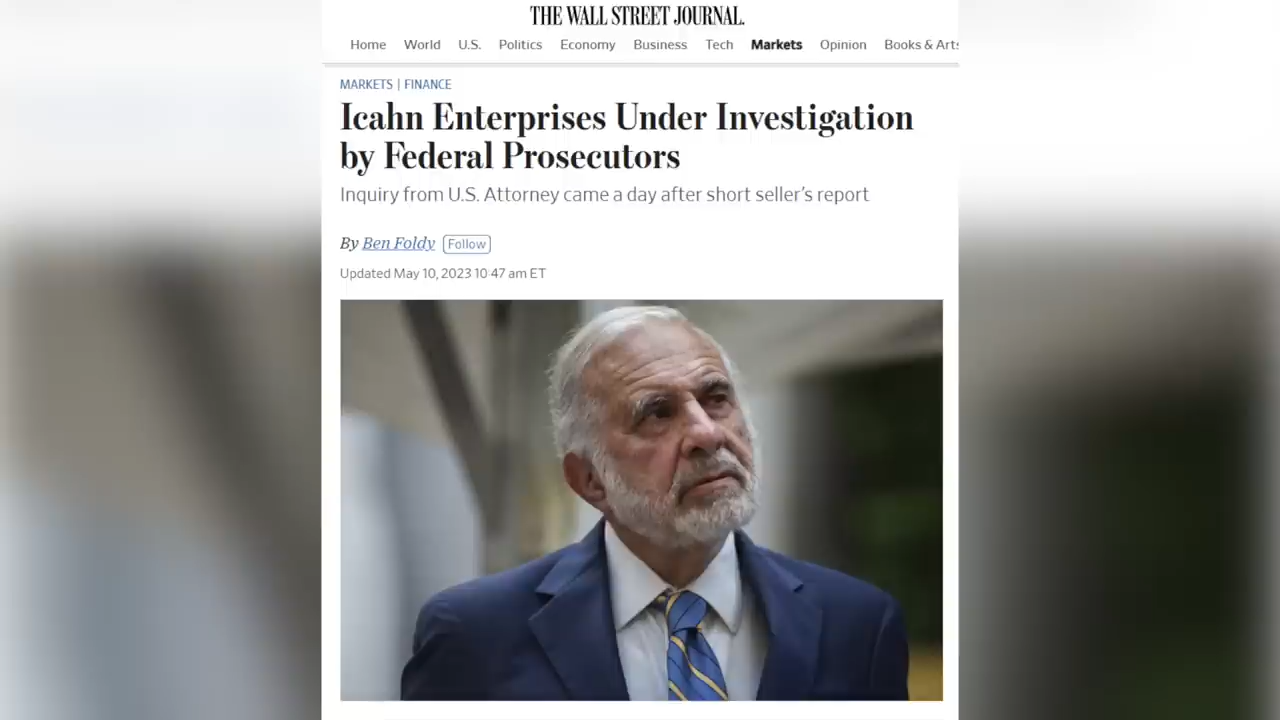 THE WALL STREET JOURNAL.
Home World U.S. Politics Economy Business Tech Markets Opinion Books & Arts
MARKETS | FINANCE
Icahn Enterprises Under Investigation
by Federal Prosecutors
Inquiry from U.S. Attorney came a day after short seller's report
By Ben Foldy Follow
Updated May 10, 2023 10:47 am ET